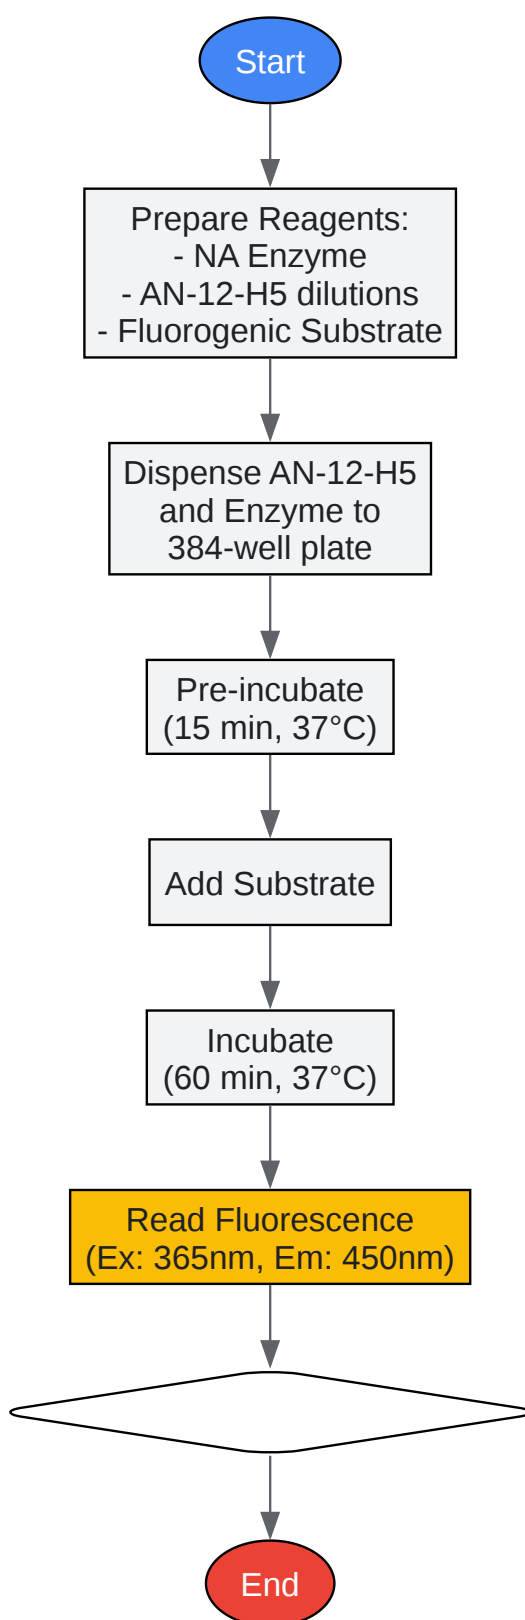 Start
Prepare Reagents:
- NA Enzyme
- AN-12-H5 dilutions
- Fluorogenic Substrate
Dispense AN-12-H5
and Enzyme to
384-well plate
Pre-incubate
(15 min, 37°C)
Add Substrate
Incubate
(60 min, 37°C)
Read Fluorescence
(Ex: 365nm, Em: 450nm)
End